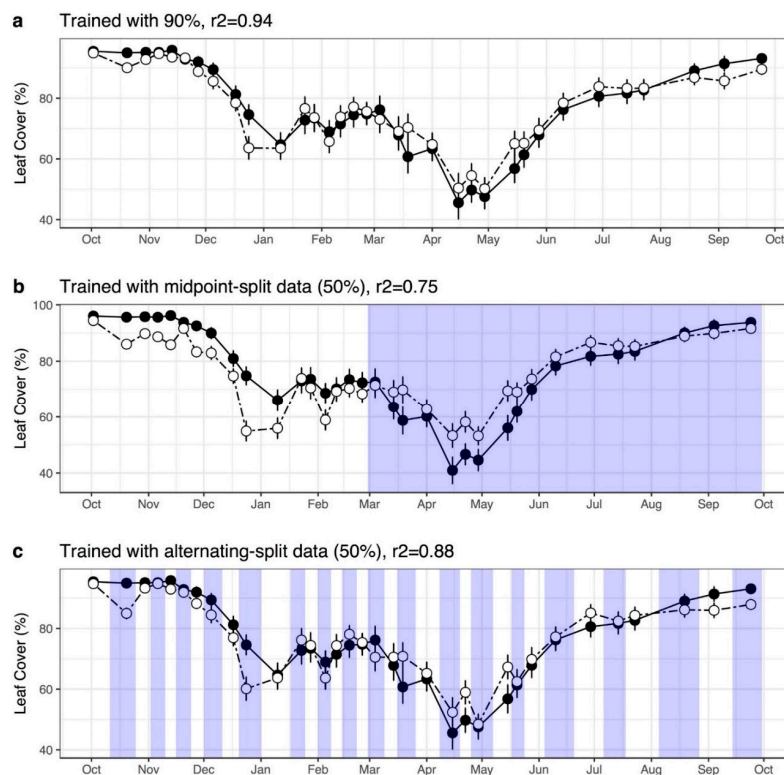 a Trained with 90%, r2=0.94
Leaf Cover (%)
80
60
40
Oct Nov Dec Jan Feb Mar Apr May Jun Jul Aug Sep Oct
b Trained with midpoint-split data (50%), r2=0.75
Leaf Cover (%)
100
80
60
40
Oct Nov Dec Jan Feb Mar Apr May Jun Jul Aug Sep Oct
c Trained with alternating-split data (50%), r2=0.88
Leaf Cover (%)
80
60
40
Oct Nov Dec Jan Feb Mar Apr May Jun Jul Aug Sep Oct